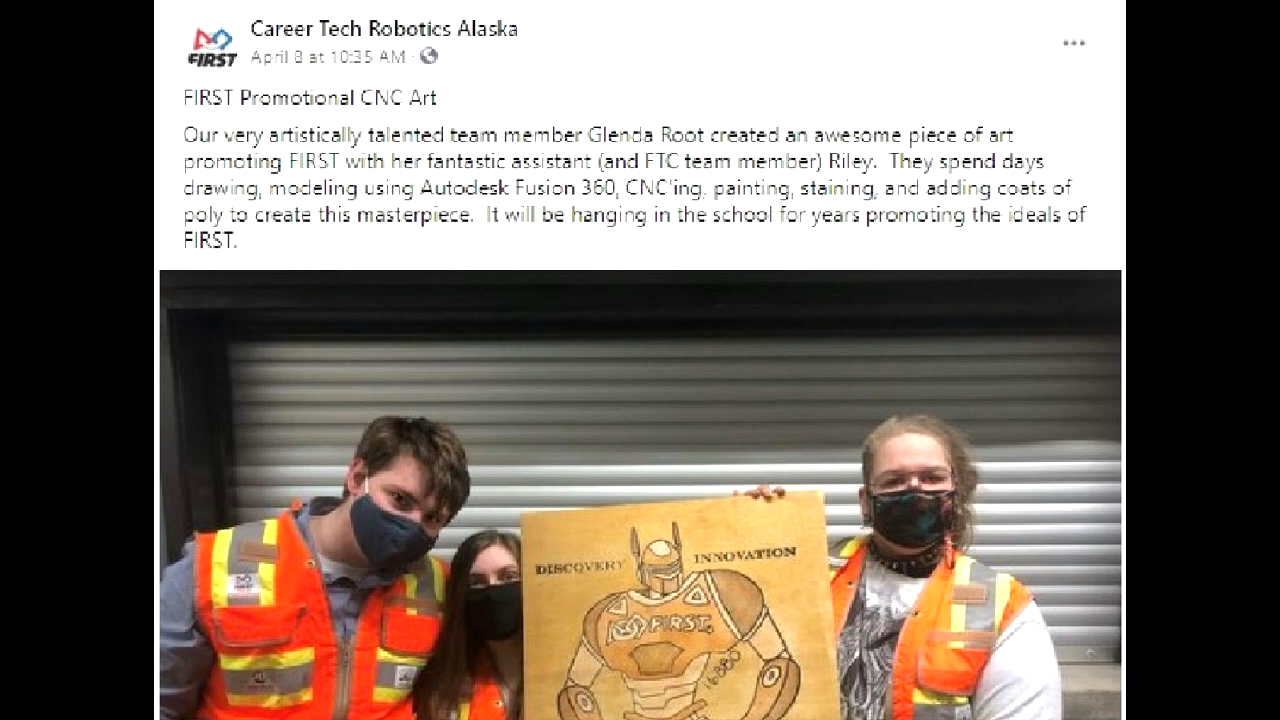 FIRST
Career Tech Robotics Alaska
April 8 at 10:35 AM ·
FIRST Promotional CNC Art
Our very artistically talented team member Glenda Root created an awesome piece of art
promoting FIRST with her fantastic assistant (and FTC team member) Riley. They spend days
drawing, modeling using Autodesk Fusion 360, CNC'ing, painting, staining, and adding coats of
poly to create this masterpiece. It will be hanging in the school for years promoting the ideals of
FIRST.
DISCOVERY INNOVATION
FIRST
16880